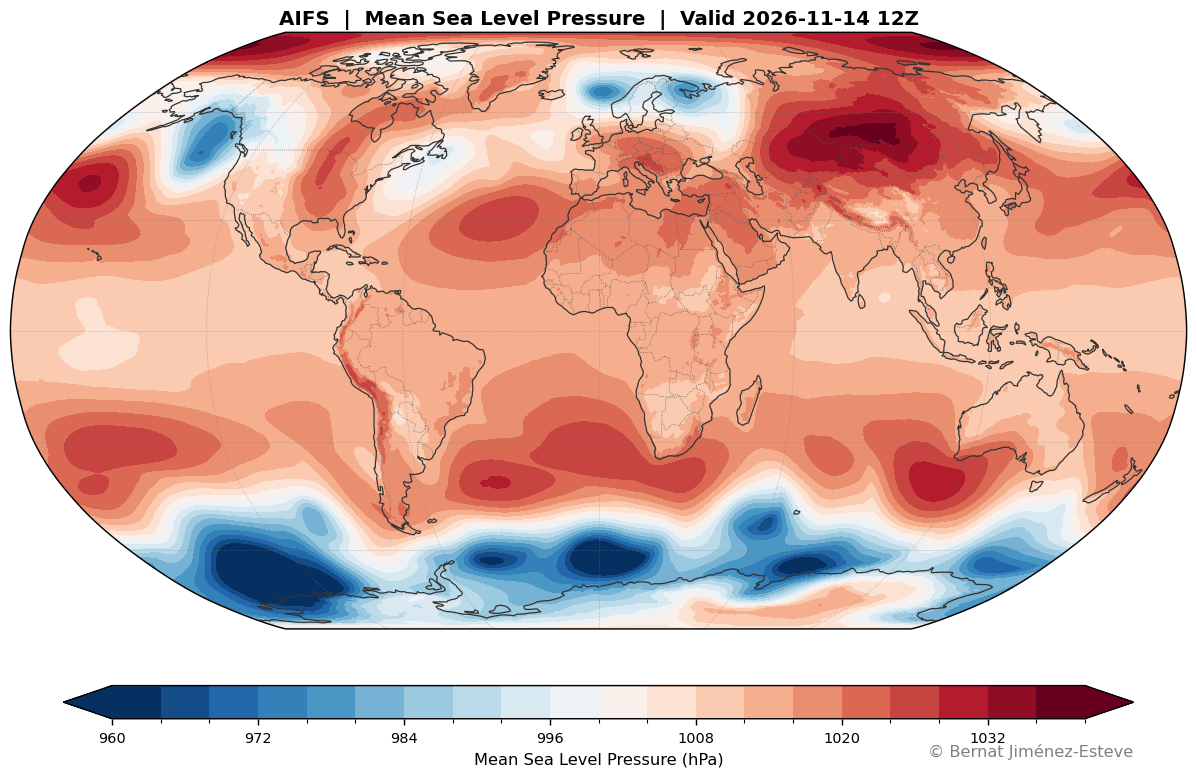 AIFS | Mean Sea Level Pressure | Valid 2026-11-14 12Z
960 972 984 996 1008 1020 1032
Mean Sea Level Pressure (hPa)
© Bernat Jiménez-Esteve